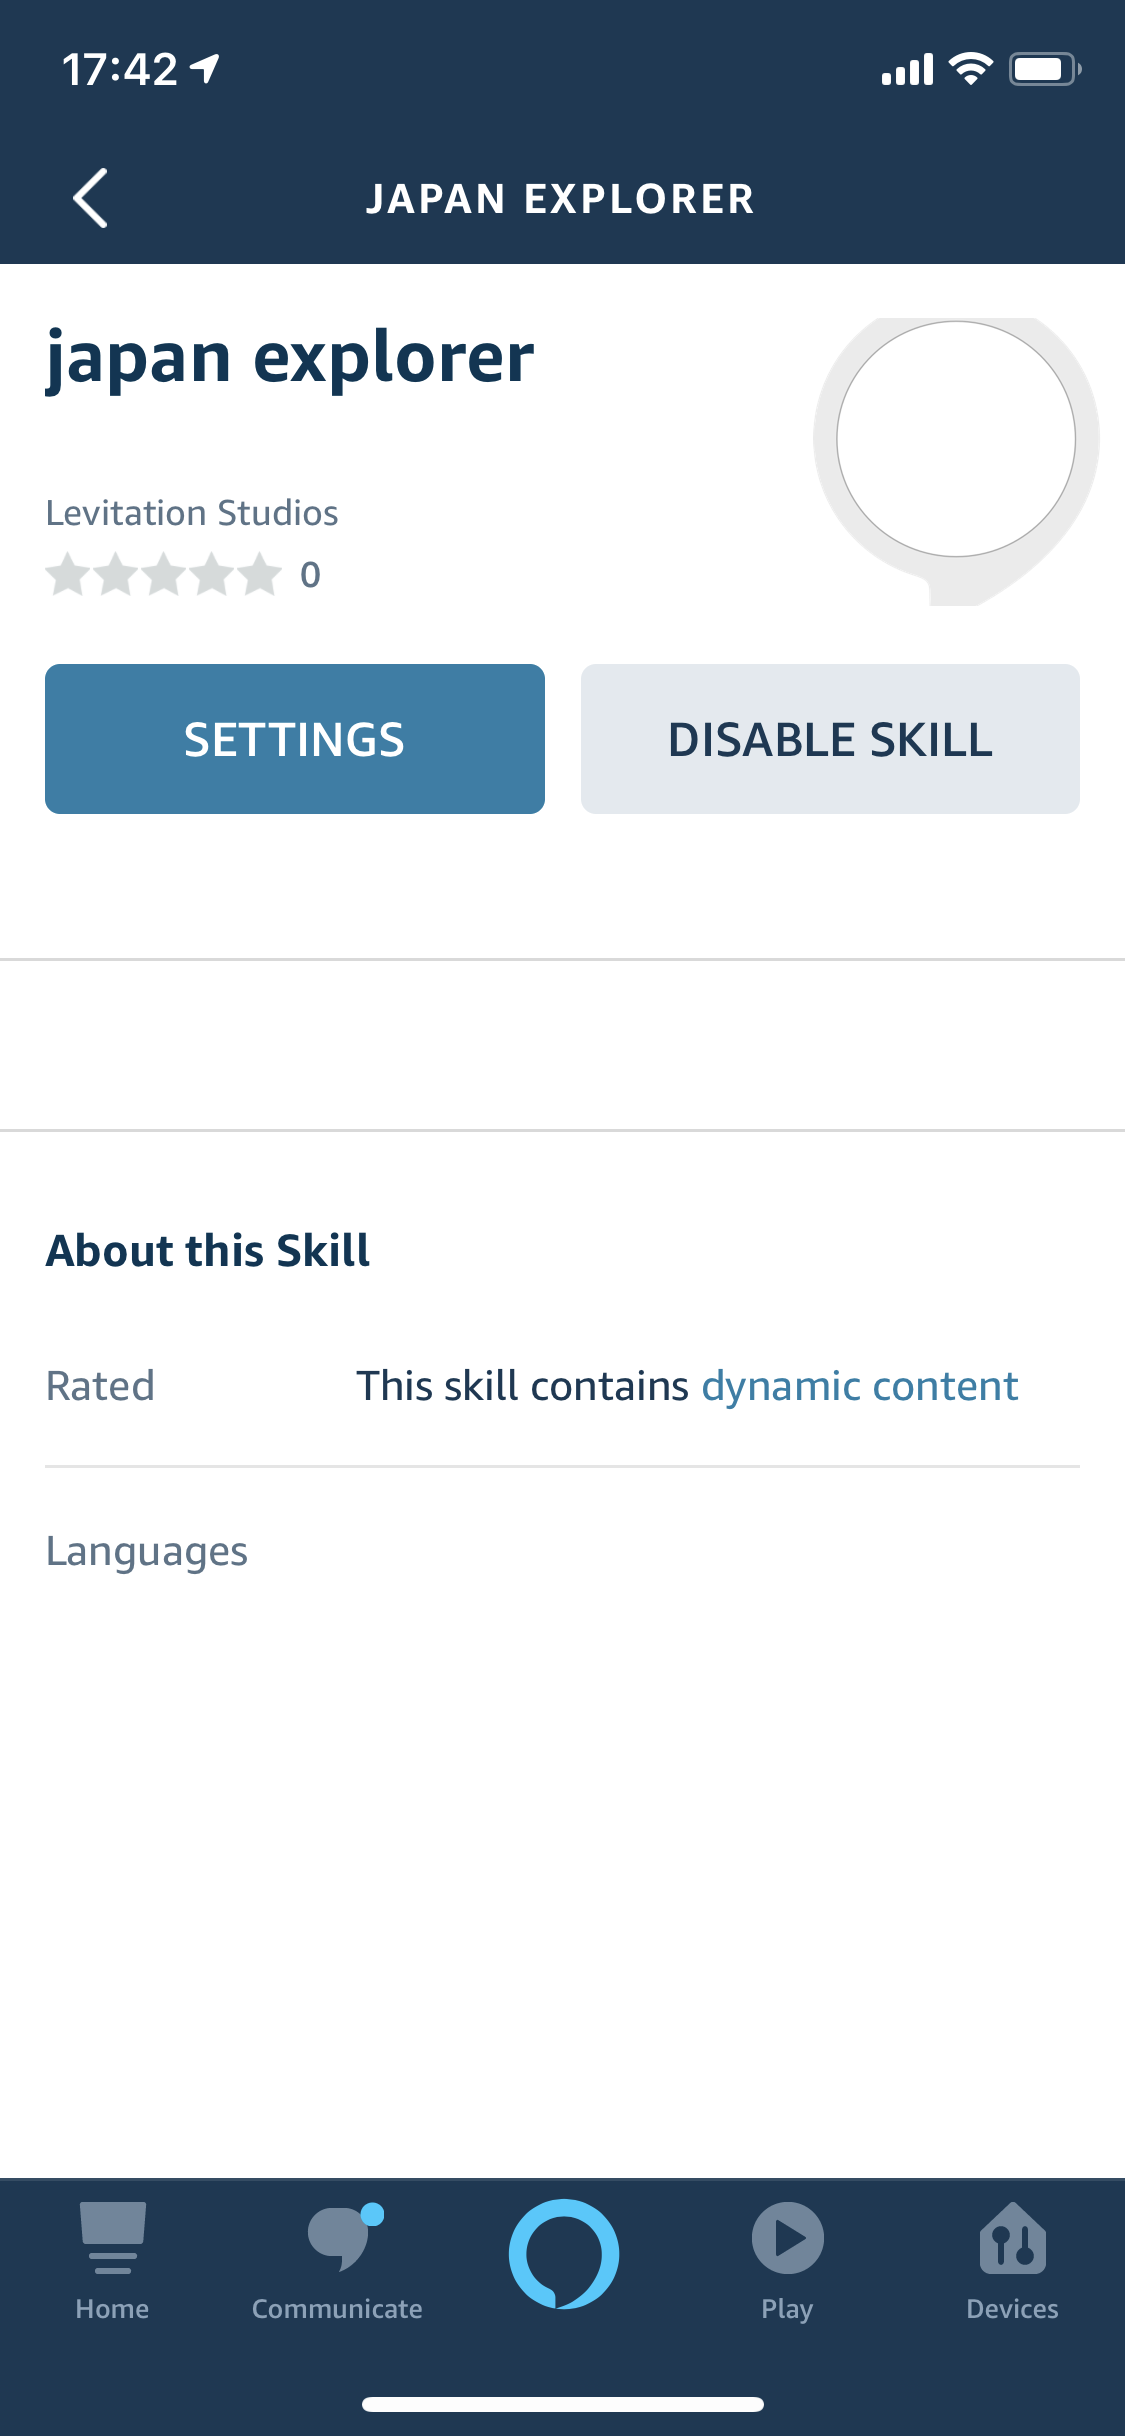 17:42
JAPAN EXPLORER
japan explorer
Levitation Studios
0
SETTINGS
DISABLE SKILL
About this Skill
Rated This skill contains dynamic content
Languages
Home Communicate Play Devices